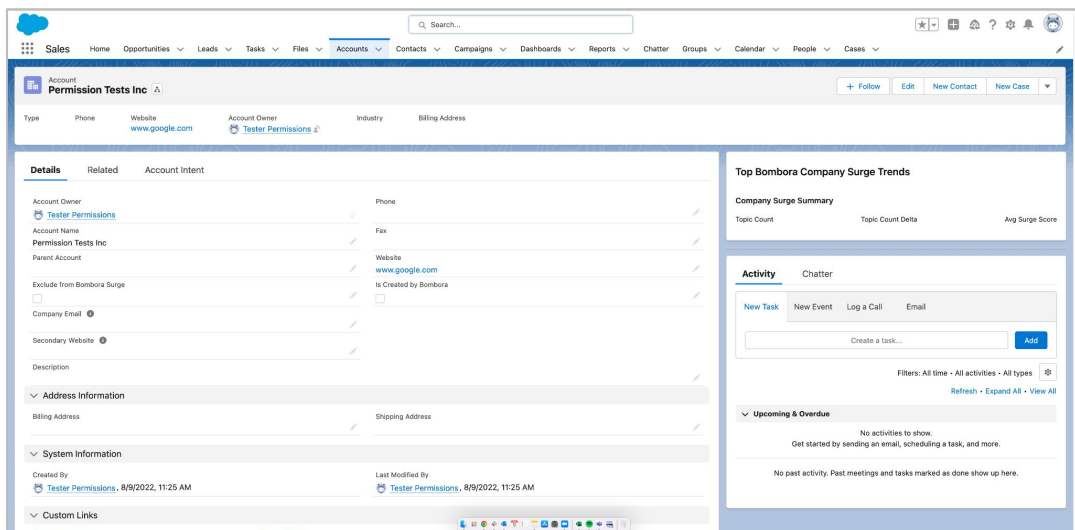 Search...
Sales Home Opportunities Leads Tasks Files Accounts Contacts Campaigns Dashboards Reports Chatter Groups Calendar People Cases
Account
Permission Tests Inc
+ Follow Edit New Contact New Case
Type Phone Website Account Owner Industry Billing Address
www.google.com Tester Permissions
Details Related Account Intent
Account Owner Phone
Tester Permissions
Account Name Fax
Permission Tests Inc
Parent Account Website
www.google.com
Exclude from Bombora Surge Is Created by Bombora
Company Email
Secondary Website
Description
Address Information
Billing Address Shipping Address
System Information
Created By Last Modified By
Tester Permissions, 8/9/2022, 11:25 AM Tester Permissions, 8/9/2022, 11:25 AM
Custom Links
Top Bombora Company Surge Trends
Company Surge Summary
Topic Count Topic Count Delta Avg Surge Score
Activity Chatter
New Task New Event Log a Call Email
Create a task... Add
Filters: All time • All activities • All types
Refresh • Expand All • View All
Upcoming & Overdue
No activities to show.
Get started by sending an email, scheduling a task, and more.
No past activity. Past meetings and tasks marked as done show up here.